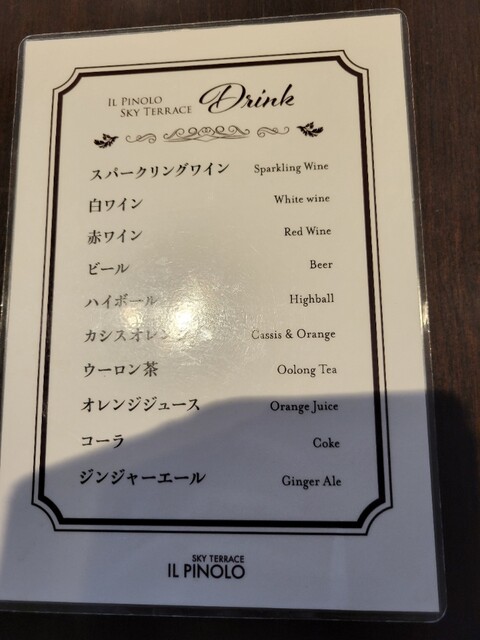 IL PINOLO
SKY TERRACE Drink
スパークリングワイン Sparkling Wine
白ワイン White wine
赤ワイン Red Wine
ビール Beer
ハイボール Highball
カシスオレンジ Cassis & Orange
ウーロン茶 Oolong Tea
オレンジジュース Orange Juice
コーラ Coke
ジンジャーエール Ginger Ale
SKY TERRACE
IL PINOLO